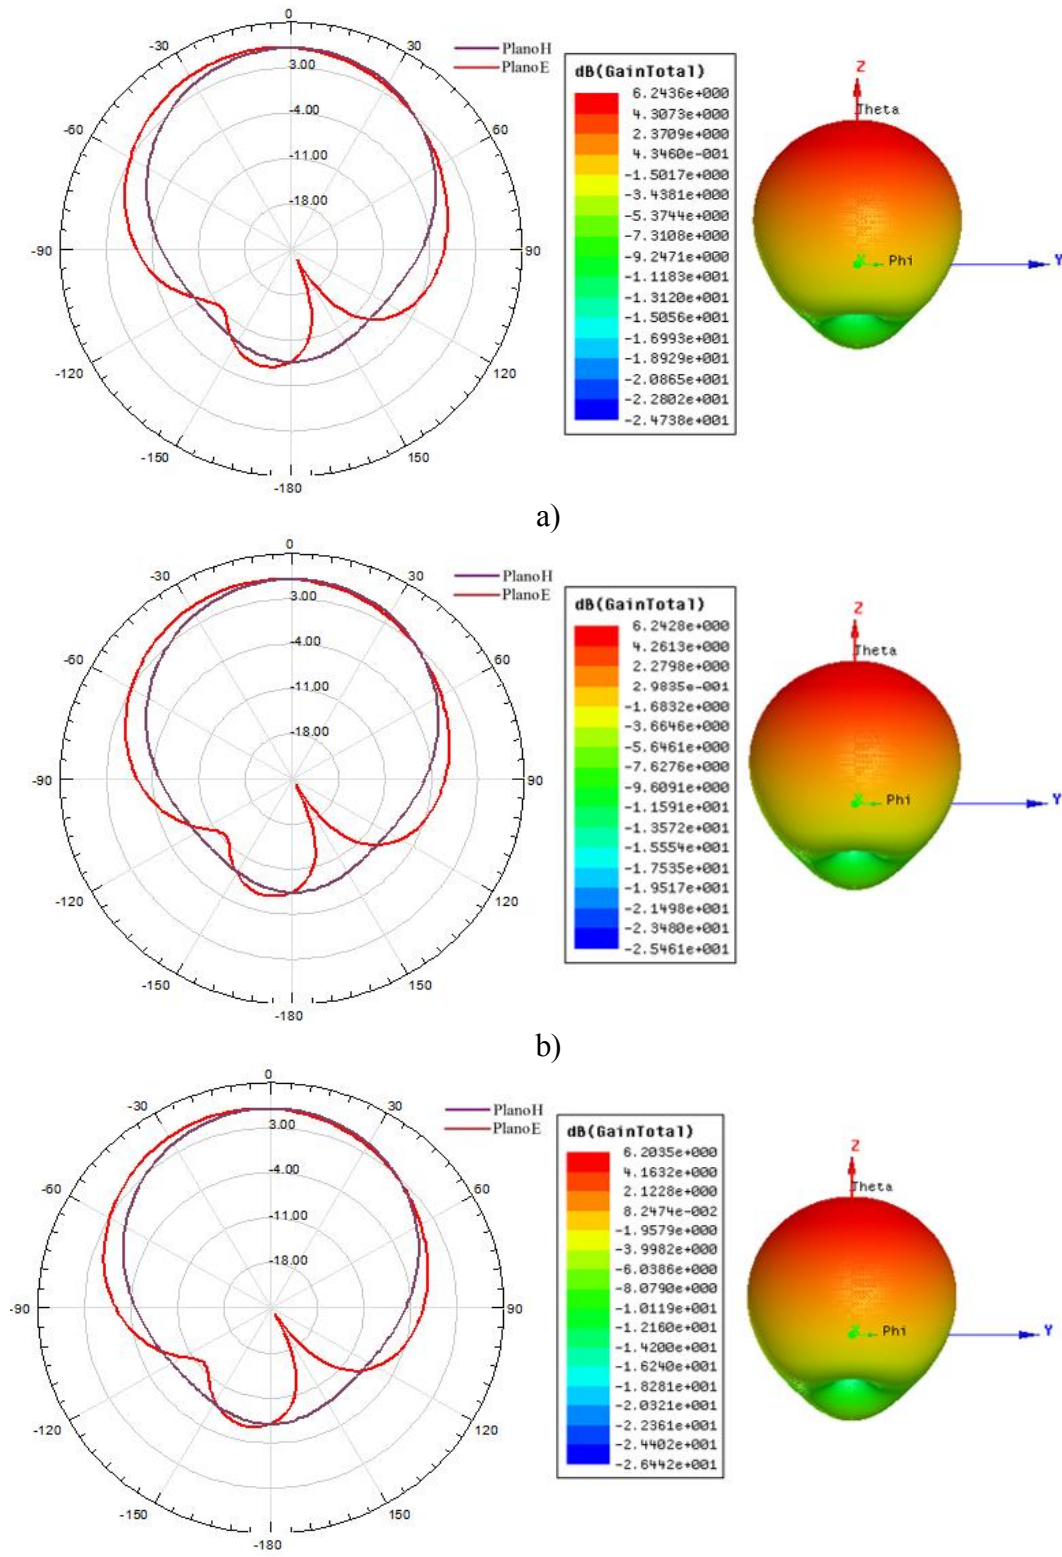 0
-30
30
Plano H
Plano E
3.00
-60
60
-4.00
-11.00
-18.00
-90
90
-120
120
-150
150
-180
dB(GainTotal)
6.2436e+000
4.3073e+000
2.3709e+000
4.3460e-001
-1.5017e+000
-3.4381e+000
-5.3744e+000
-7.3108e+000
-9.2471e+000
-1.1183e+001
-1.3120e+001
-1.5056e+001
-1.6993e+001
-1.8929e+001
-2.0865e+001
-2.2802e+001
-2.4738e+001
Z
Theta
X
Phi
Y
a)
0
-30
30
Plano H
Plano E
3.00
-60
60
-4.00
-11.00
-18.00
-90
90
-120
120
-150
150
-180
dB(GainTotal)
6.2428e+000
4.2613e+000
2.2798e+000
2.9835e-001
-1.6832e+000
-3.6646e+000
-5.6461e+000
-7.6276e+000
-9.6091e+000
-1.1591e+001
-1.3572e+001
-1.5554e+001
-1.7535e+001
-1.9517e+001
-2.1498e+001
-2.3480e+001
-2.5461e+001
Z
Theta
X
Phi
Y
b)
0
-30
30
Plano H
Plano E
3.00
-60
60
-4.00
-11.00
-18.00
-90
90
-120
120
-150
150
-180
dB(GainTotal)
6.2035e+000
4.1632e+000
2.1228e+000
8.2474e-002
-1.9579e+000
-3.9982e+000
-6.0386e+000
-8.0790e+000
-1.0119e+001
-1.2160e+001
-1.4200e+001
-1.6240e+001
-1.8281e+001
-2.0321e+001
-2.2361e+001
-2.4402e+001
-2.6442e+001
Z
Theta
X
Phi
Y